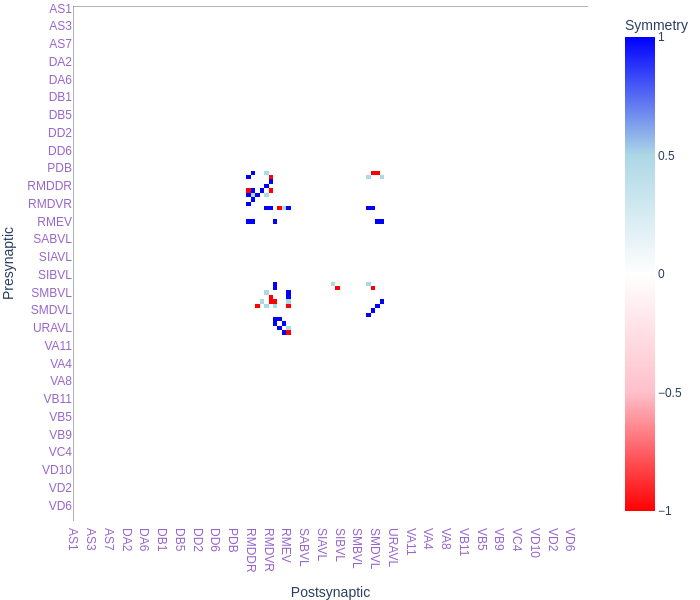 Symmetry
1
0.5
0
−0.5
−1
Presynaptic
AS1
AS3
AS7
DA2
DA6
DB1
DB5
DD2
DD6
PDB
RMDDR
RMDVR
RMEV
SABVL
SIAVL
SIBVL
SMBVL
SMDVL
URAVL
VA11
VA4
VA8
VB11
VB5
VB9
VC4
VD10
VD2
VD6
AS1
AS3
AS7
DA2
DA6
DB1
DB5
DD2
DD6
PDB
RMDDR
RMDVR
RMEV
SABVL
SIAVL
SIBVL
SMBVL
SMDVL
URAVL
VA11
VA4
VA8
VB11
VB5
VB9
VC4
VD10
VD2
VD6
Postsynaptic